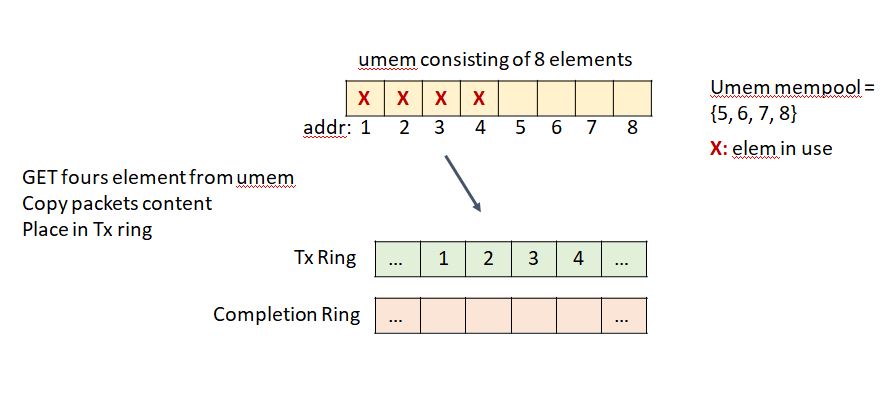 umem consisting of 8 elements
X X X X
addr: 1 2 3 4 5 6 7 8
Umem mempool =
{5, 6, 7, 8}
X: elem in use
GET fours element from umem
Copy packets content
Place in Tx ring
Tx Ring ... 1 2 3 4 ...
Completion Ring ... ...